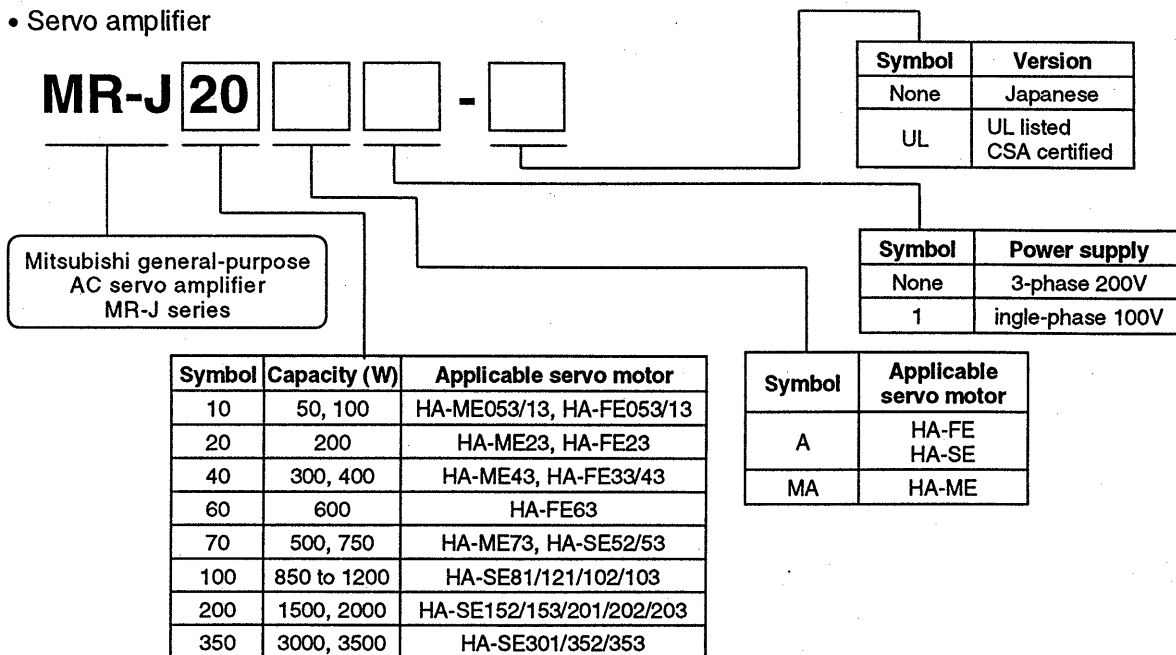 • Servo amplifier
MR-J 20 -
Symbol Version
None Japanese
UL UL listed
CSA certified
Mitsubishi general-purpose
AC servo amplifier
MR-J series
Symbol Power supply
None 3-phase 200V
1 ingle-phase 100V
Symbol Capacity (W) Applicable servo motor
10 50, 100 HA-ME053/13, HA-FE053/13
20 200 HA-ME23, HA-FE23
40 300, 400 HA-ME43, HA-FE33/43
60 600 HA-FE63
70 500, 750 HA-ME73, HA-SE52/53
100 850 to 1200 HA-SE81/121/102/103
200 1500, 2000 HA-SE152/153/201/202/203
350 3000, 3500 HA-SE301/352/353
Symbol Applicable
servo motor
A HA-FE
HA-SE
MA HA-ME